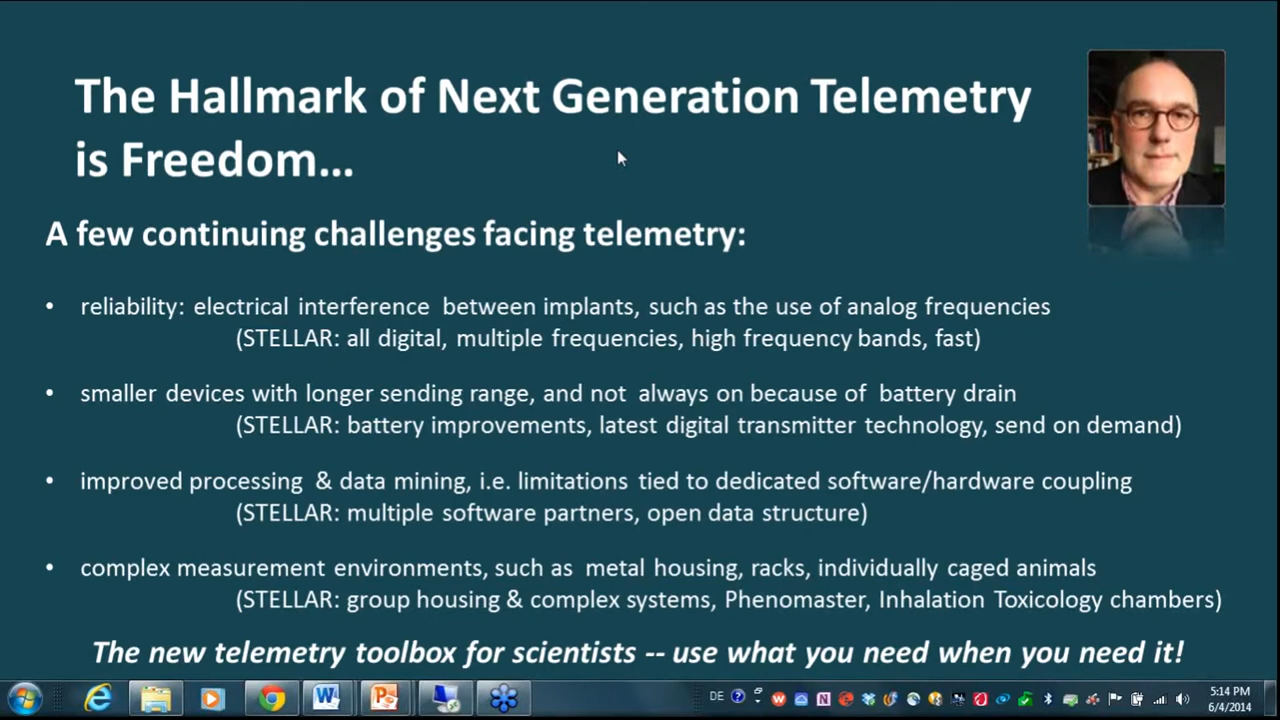 The Hallmark of Next Generation Telemetry
is Freedom...
A few continuing challenges facing telemetry:
• reliability: electrical interference between implants, such as the use of analog frequencies
(STELLAR: all digital, multiple frequencies, high frequency bands, fast)
• smaller devices with longer sending range, and not always on because of battery drain
(STELLAR: battery improvements, latest digital transmitter technology, send on demand)
• improved processing & data mining, i.e. limitations tied to dedicated software/hardware coupling
(STELLAR: multiple software partners, open data structure)
• complex measurement environments, such as metal housing, racks, individually caged animals
(STELLAR: group housing & complex systems, Phenomaster, Inhalation Toxicology chambers)
The new telemetry toolbox for scientists -- use what you need when you need it!
DE
5:14 PM
6/4/2014